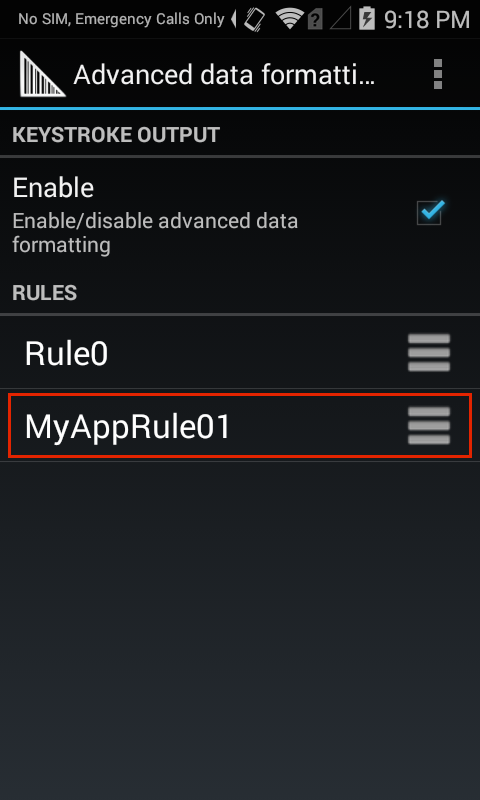 No SIM, Emergency Calls Only 9:18 PM
Advanced data formatti...
KEYSTROKE OUTPUT
Enable
Enable/disable advanced data
formatting
RULES
Rule0
MyAppRule01